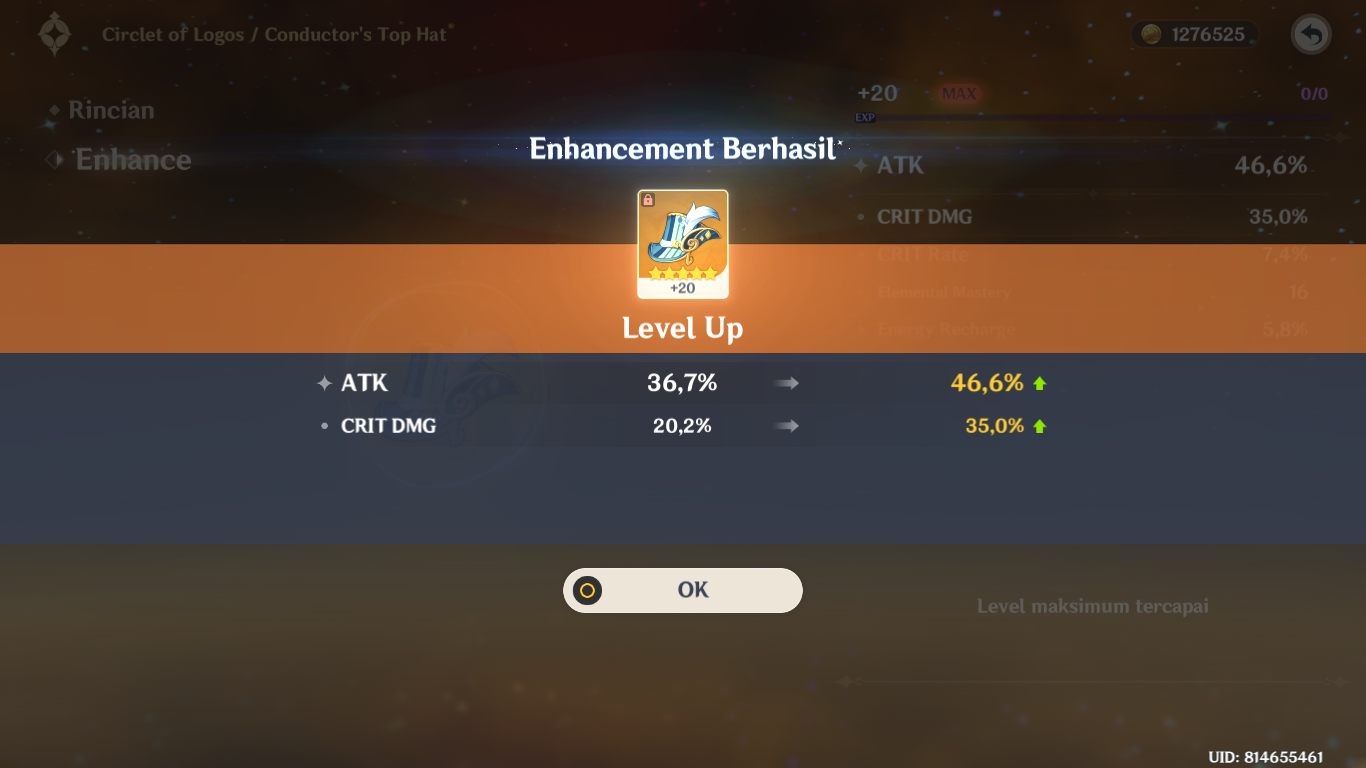 Circlet of Logos / Conductor's Top Hat
1276525
Rincian
Enhance
+20 MAX 0/0
EXP
Enhancement Berhasil
ATK 46,6%
CRIT DMG 35,0%
CRIT Rate 7,4%
Elemental Mastery 16
Energy Recharge 5,8%
+20
Level Up
ATK 36,7% 46,6%
CRIT DMG 20,2% 35,0%
OK
Level maksimum tercapai
UID: 814655461